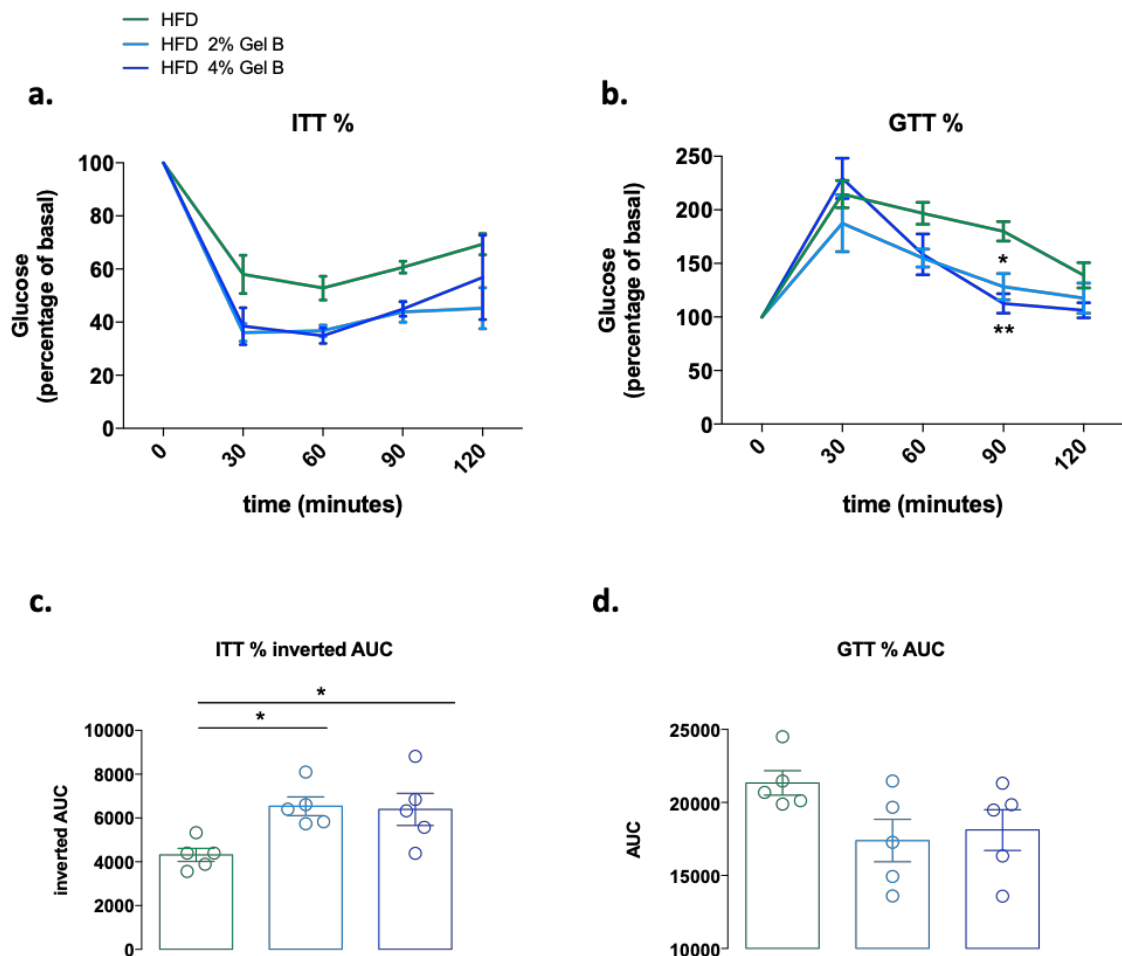 HFD
HFD 2% Gel B
HFD 4% Gel B
a.
ITT %
Glucose
(percentage of basal)
100
80
60
40
20
0
0
30
60
90
120
time (minutes)
b.
GTT %
Glucose
(percentage of basal)
250
200
150
100
50
0
*
**
0
30
60
90
120
time (minutes)
c.
ITT % inverted AUC
*
*
inverted AUC
10000
8000
6000
4000
2000
0
d.
GTT % AUC
AUC
25000
20000
15000
10000